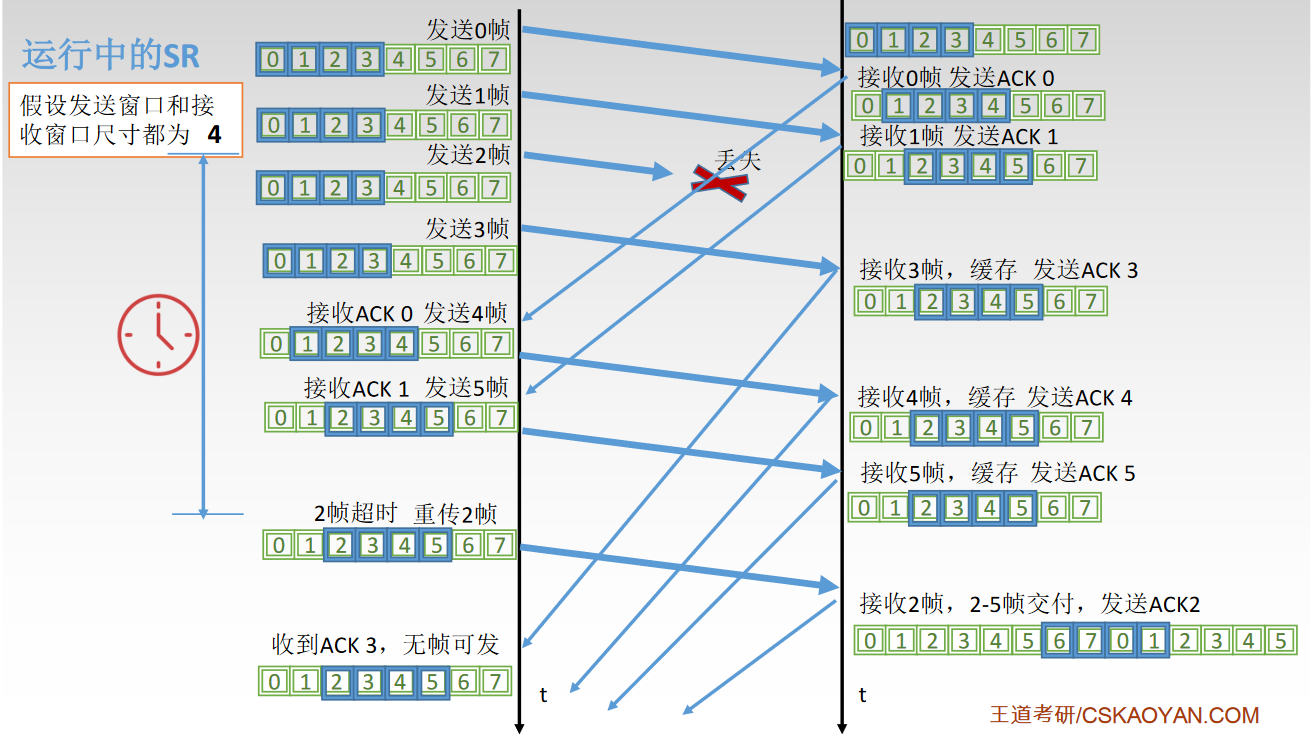 运行中的SR
假设发送窗口和接
收窗口尺寸都为 4
发送0帧
0 1 2 3 4 5 6 7
发送1帧
0 1 2 3 4 5 6 7
发送2帧
0 1 2 3 4 5 6 7
发送3帧
0 1 2 3 4 5 6 7
接收ACK 0 发送4帧
0 1 2 3 4 5 6 7
接收ACK 1 发送5帧
0 1 2 3 4 5 6 7
2帧超时 重传2帧
0 1 2 3 4 5 6 7
收到ACK 3，无帧可发
0 1 2 3 4 5 6 7
t
丢失
0 1 2 3 4 5 6 7
接收0帧 发送ACK 0
0 1 2 3 4 5 6 7
接收1帧 发送ACK 1
0 1 2 3 4 5 6 7
接收3帧，缓存 发送ACK 3
0 1 2 3 4 5 6 7
接收4帧，缓存 发送ACK 4
0 1 2 3 4 5 6 7
接收5帧，缓存 发送ACK 5
0 1 2 3 4 5 6 7
接收2帧，2-5帧交付，发送ACK2
0 1 2 3 4 5 6 7 0 1 2 3 4 5
t
王道考研/CSKAOYAN.COM